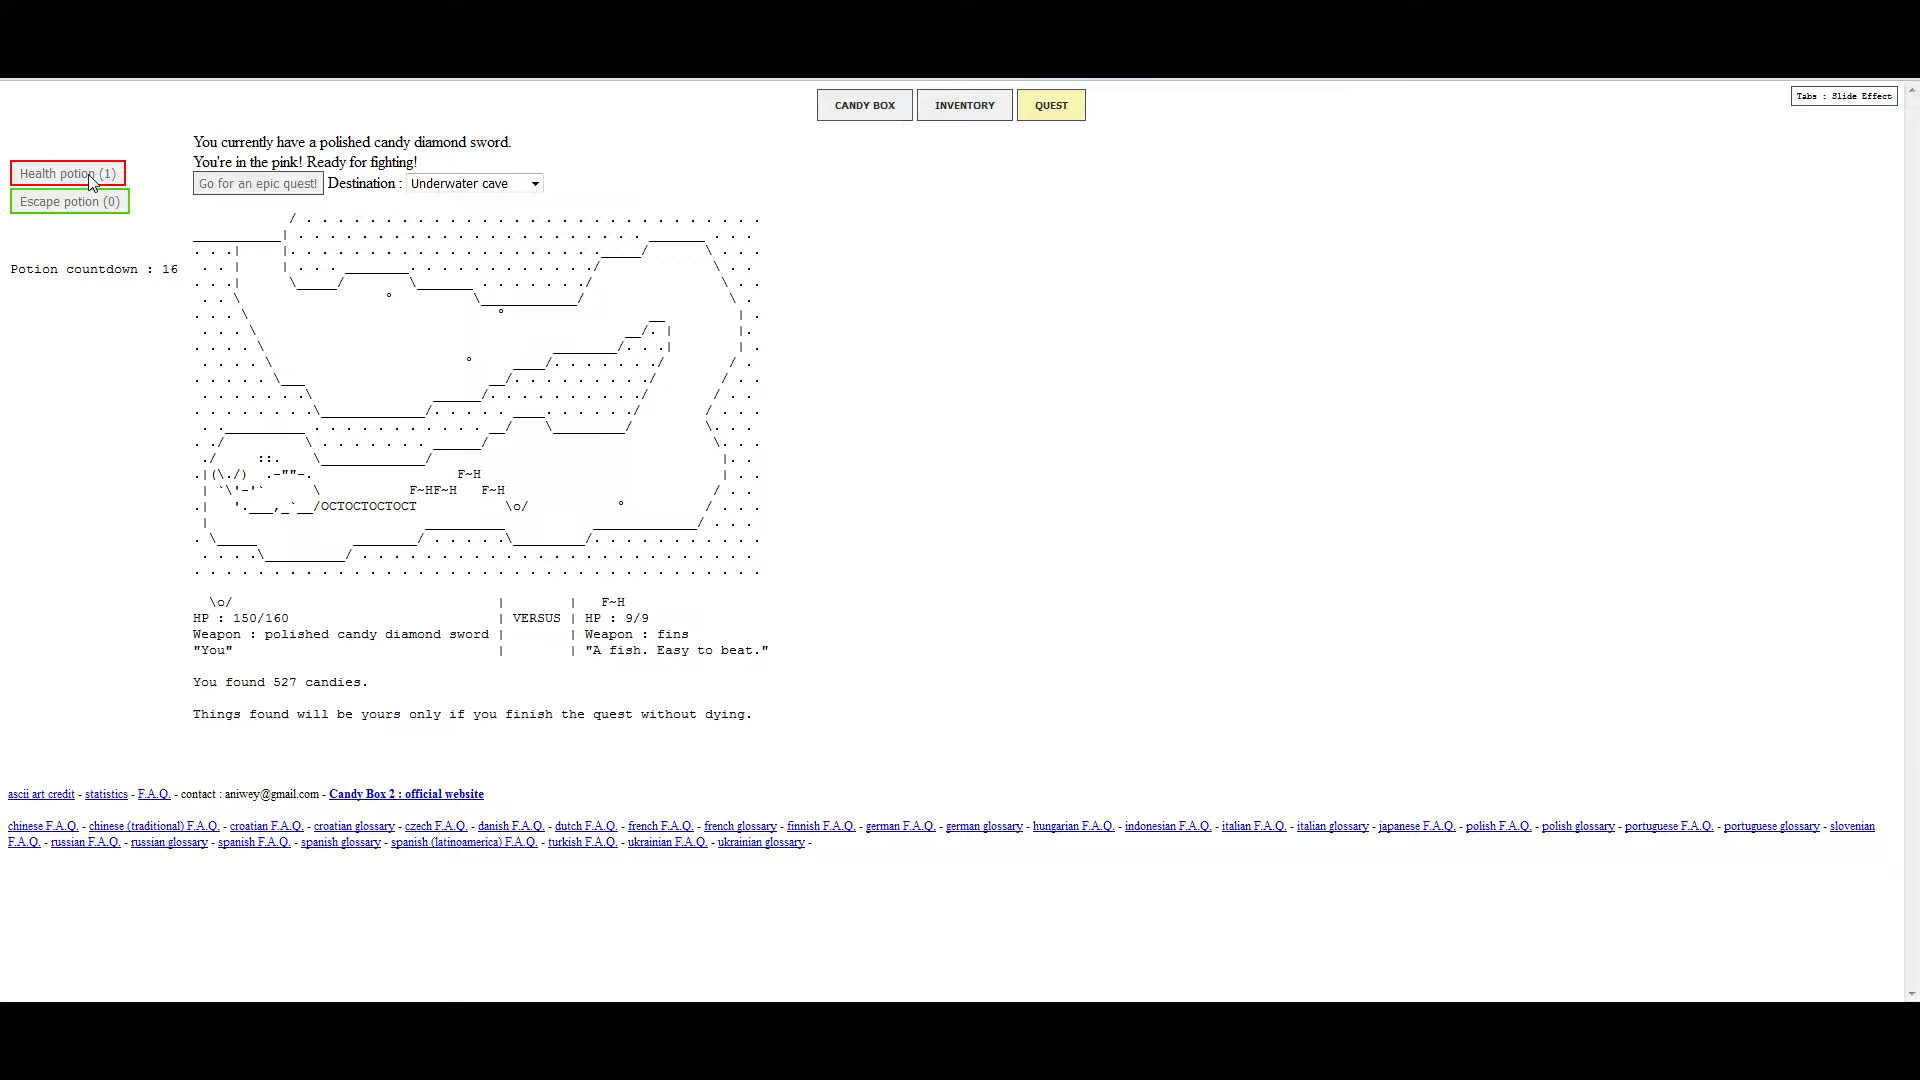 CANDY BOX INVENTORY QUEST
Tabs : Slide Effect
You currently have a polished candy diamond sword.
You're in the pink! Ready for fighting!
Health potion (1)
Go for an epic quest! Destination : Underwater cave
Escape potion (0)
Potion countdown : 16
F~H
F~HF~H F~H
OCTOCTOCTOCT \o/
\o/ | | F~H
HP : 150/160 | VERSUS | HP : 9/9
Weapon : polished candy diamond sword | | Weapon : fins
"You" | | "A fish. Easy to beat."
You found 527 candies.
Things found will be yours only if you finish the quest without dying.
ascii art credit - statistics - F.A.Q. - contact : aniwey@gmail.com - Candy Box 2 : official website
chinese F.A.Q. - chinese (traditional) F.A.Q. - croatian F.A.Q. - croatian glossary - czech F.A.Q. - danish F.A.Q. - dutch F.A.Q. - french F.A.Q. - french glossary - finnish F.A.Q. - german F.A.Q. - german glossary - hungarian F.A.Q. - indonesian F.A.Q. - italian F.A.Q. - italian glossary - japanese F.A.Q. - polish F.A.Q. - polish glossary - portuguese F.A.Q. - portuguese glossary - slovenian
F.A.Q. - russian F.A.Q. - russian glossary - spanish F.A.Q. - spanish glossary - spanish (latinoamerica) F.A.Q. - turkish F.A.Q. - ukrainian F.A.Q. - ukrainian glossary -